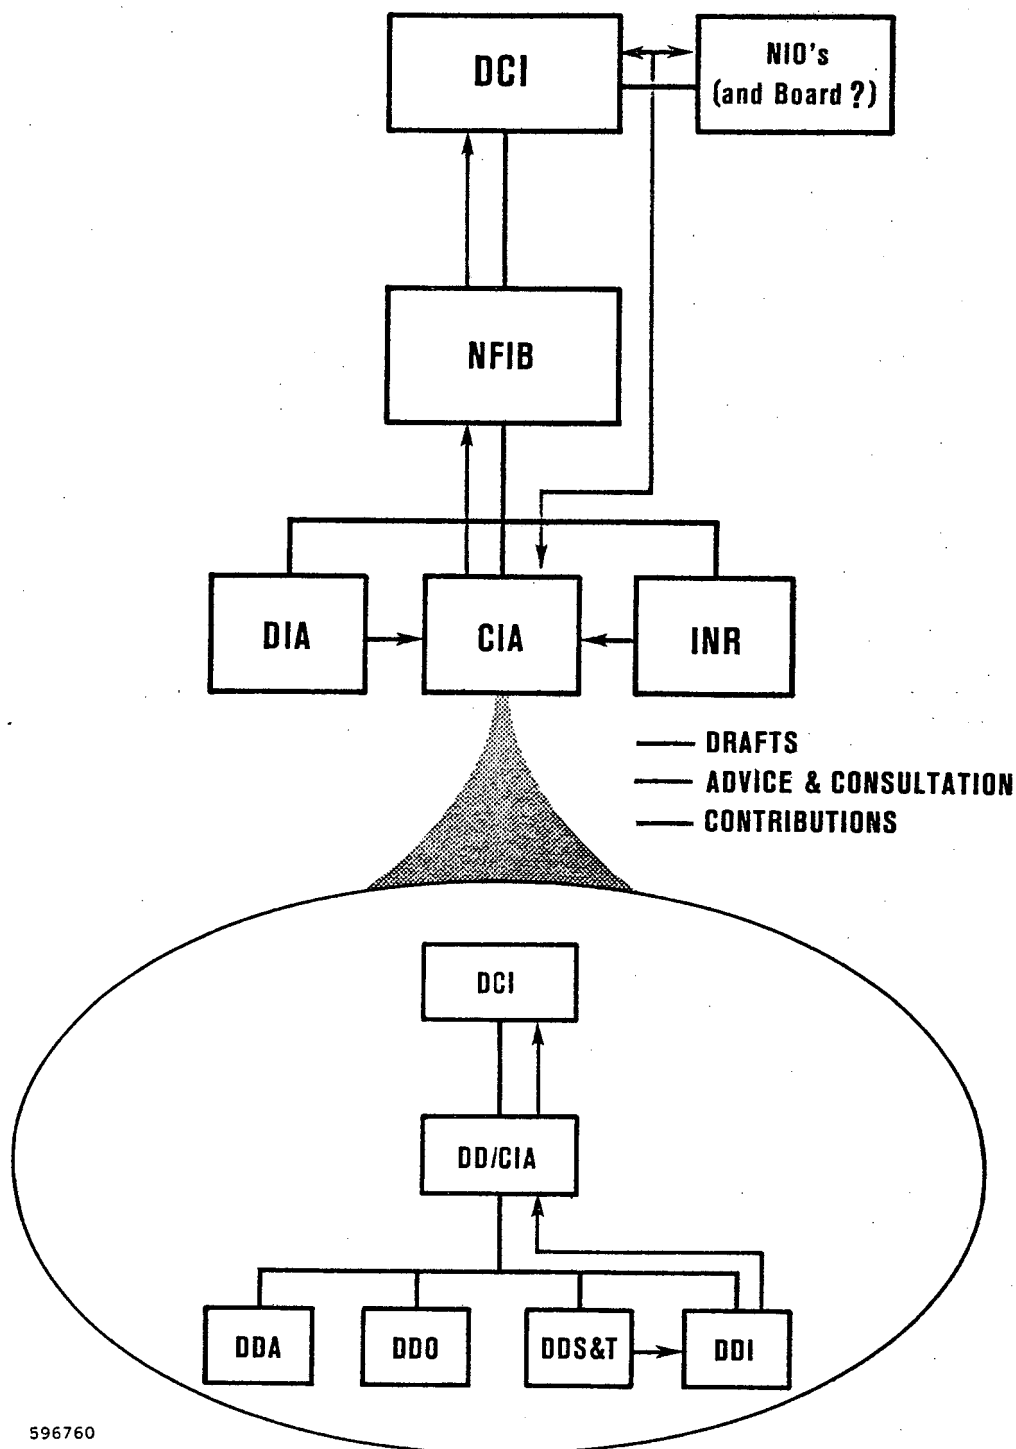 DCI
NIO's
(and Board ?)
NFIB
DIA
CIA
INR
DRAFTS
ADVICE & CONSULTATION
CONTRIBUTIONS
DCI
DD/CIA
DDA
DDO
DDS&T
DDI
596760